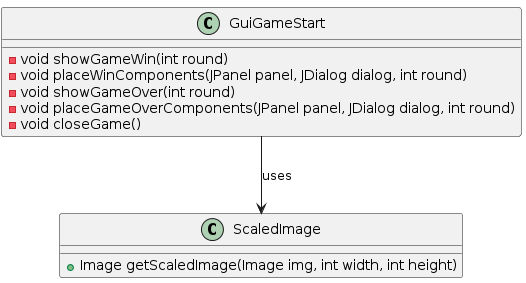 C GuiGameStart
void showGameWin(int round)
void placeWinComponents(JPanel panel, JDialog dialog, int round)
void showGameOver(int round)
void placeGameOverComponents(JPanel panel, JDialog dialog, int round)
void closeGame()
uses
C ScaledImage
Image getScaledImage(Image img, int width, int height)